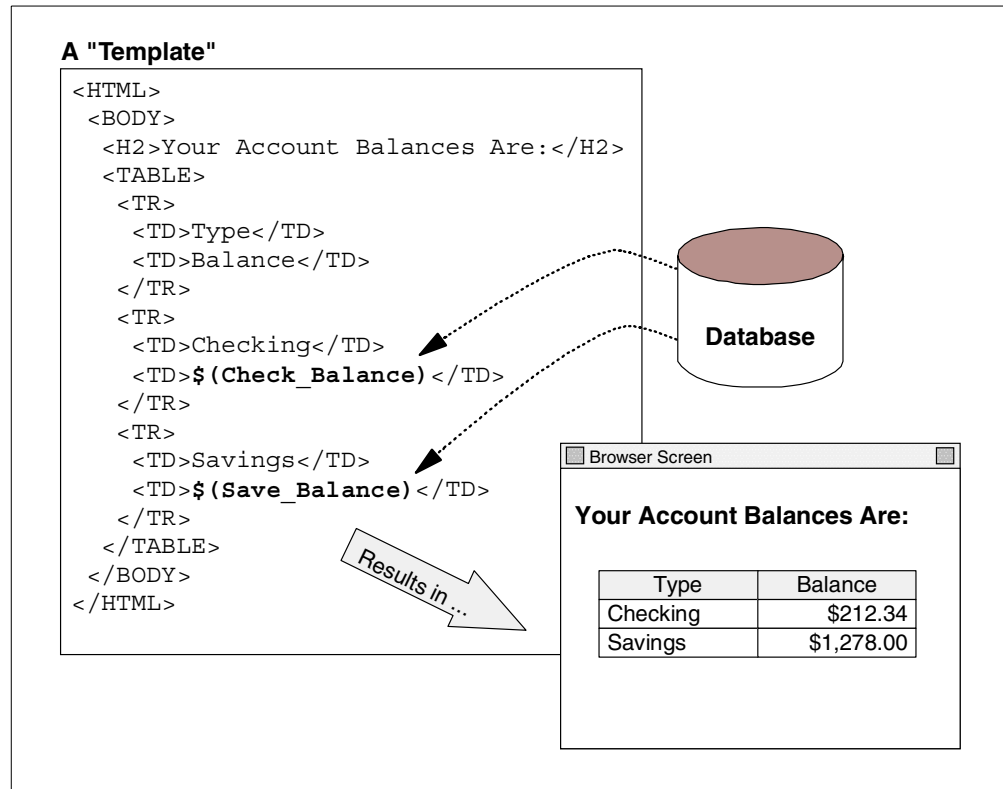 A "Template"
<HTML>
<BODY>
<H2>Your Account Balances Are:</H2>
<TABLE>
<TR>
<TD>Type</TD>
<TD>Balance</TD>
</TR>
<TR>
<TD>Checking</TD>
<TD>$(Check_Balance)</TD>
</TR>
<TR>
<TD>Savings</TD>
<TD>$(Save_Balance)</TD>
</TR>
</TABLE>
</BODY>
</HTML>
Database
Results in ...
Browser Screen
Your Account Balances Are:
Type Balance
Checking $212.34
Savings $1,278.00